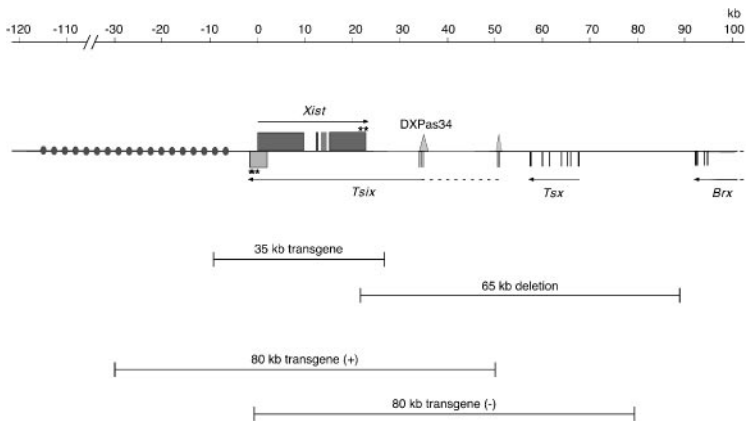 kb
-120 -110 -30 -20 -10 0 10 20 30 40 50 60 70 80 90 100
Xist
**
DXPas34
**
Tsix
Tsx
Brx
35 kb transgene
65 kb deletion
80 kb transgene (+)
80 kb transgene (-)